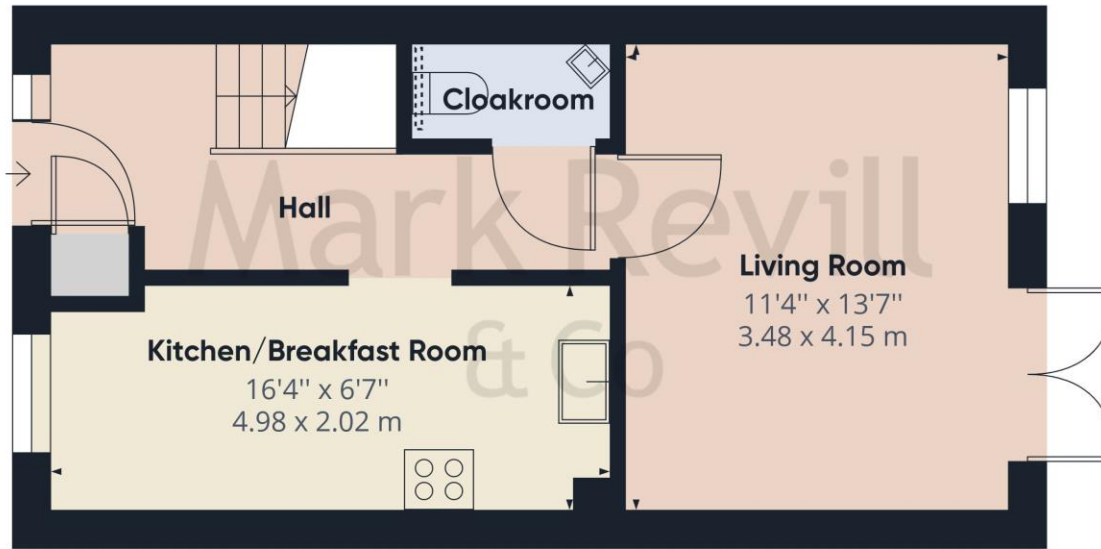 Cloakroom
Hall
Mark Revill
& Co
Living Room
11'4'' x 13'7''
3.48 x 4.15 m
Kitchen/Breakfast Room
16'4'' x 6'7''
4.98 x 2.02 m